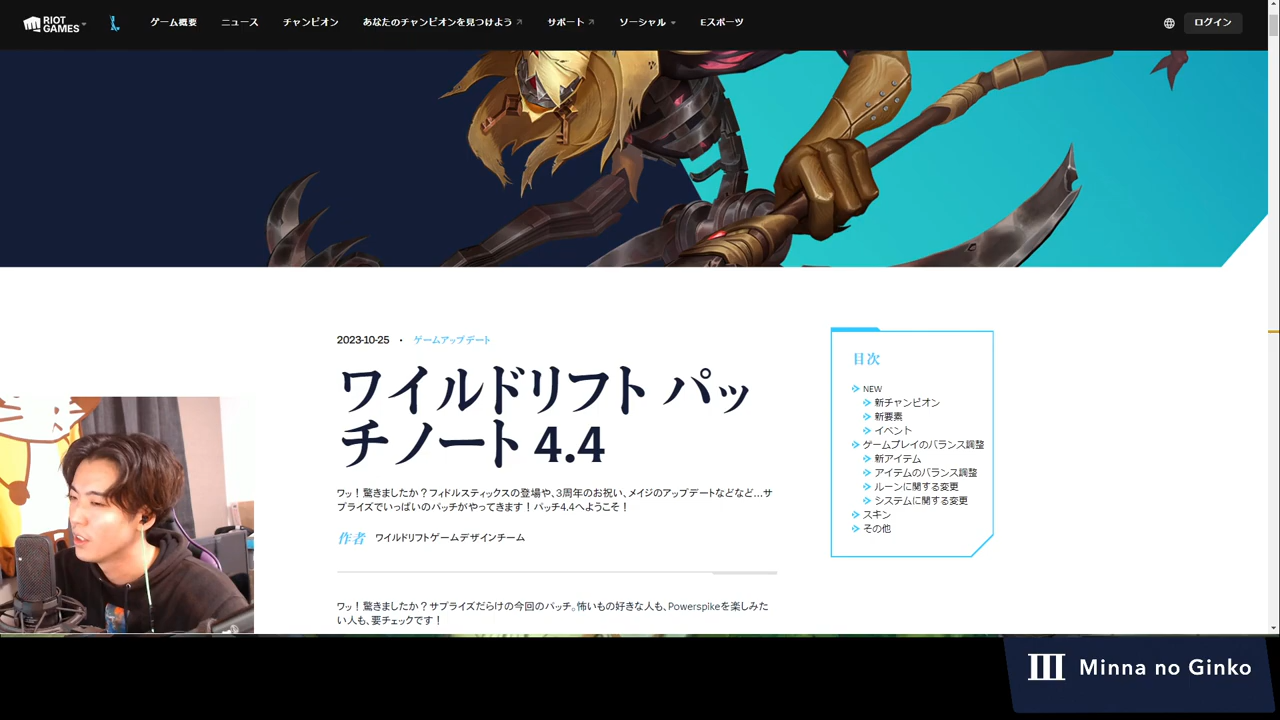 RIOT
GAMES
ゲーム概要 ニュース チャンピオン あなたのチャンピオンを見つけよう サポート ソーシャル Eスポーツ ログイン
2023-10-25 • ゲームアップデート
ワイルドリフト パッ
チノート 4.4
ワッ！驚きましたか？フィドルスティックスの登場や、3周年のお祝い、メイジのアップデートなどなど…サ
プライズでいっぱいのパッチがやってきます！パッチ4.4へようこそ！
作者 ワイルドリフトゲームデザインチーム
ワッ！驚きましたか？サプライズだらけの今回のパッチ。怖いもの好きな人も、Powerspikeを楽しみた
い人も、要チェックです！
目次
NEW
新チャンピオン
新要素
イベント
ゲームプレイのバランス調整
新アイテム
アイテムのバランス調整
ルーンに関する変更
システムに関する変更
スキン
その他
Minna no Ginko